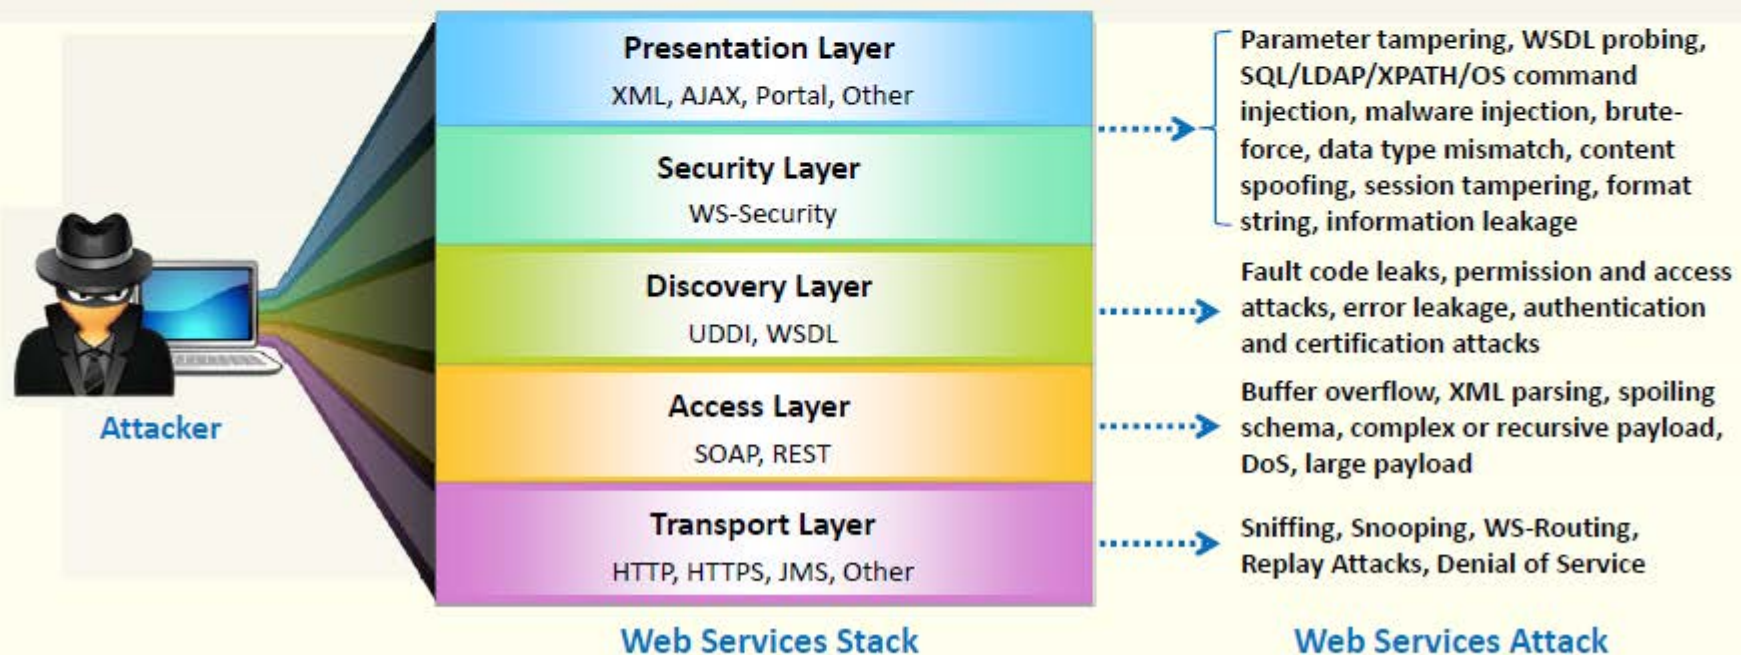 Presentation Layer
XML, AJAX, Portal, Other
Security Layer
WS-Security
Discovery Layer
UDDI, WSDL
Access Layer
SOAP, REST
Transport Layer
HTTP, HTTPS, JMS, Other
Attacker
Web Services Stack
Parameter tampering, WSDL probing,
SQL/LDAP/XPATH/OS command
injection, malware injection, brute-
force, data type mismatch, content
spoofing, session tampering, format
string, information leakage
Fault code leaks, permission and access
attacks, error leakage, authentication
and certification attacks
Buffer overflow, XML parsing, spoiling
schema, complex or recursive payload,
DoS, large payload
Sniffing, Snooping, WS-Routing,
Replay Attacks, Denial of Service
Web Services Attack